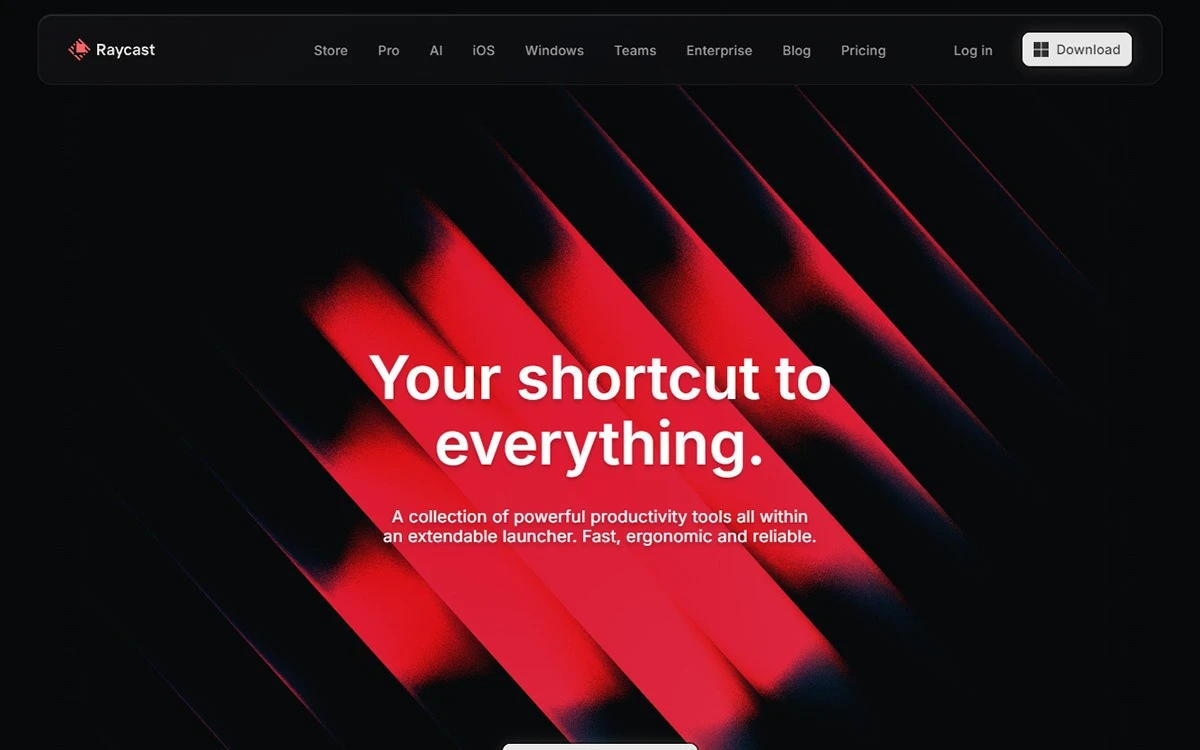 Raycast
Store Pro AI iOS Windows Teams Enterprise Blog Pricing
Log in
Download
Your shortcut to
everything.
A collection of powerful productivity tools all within
an extendable launcher. Fast, ergonomic and reliable.